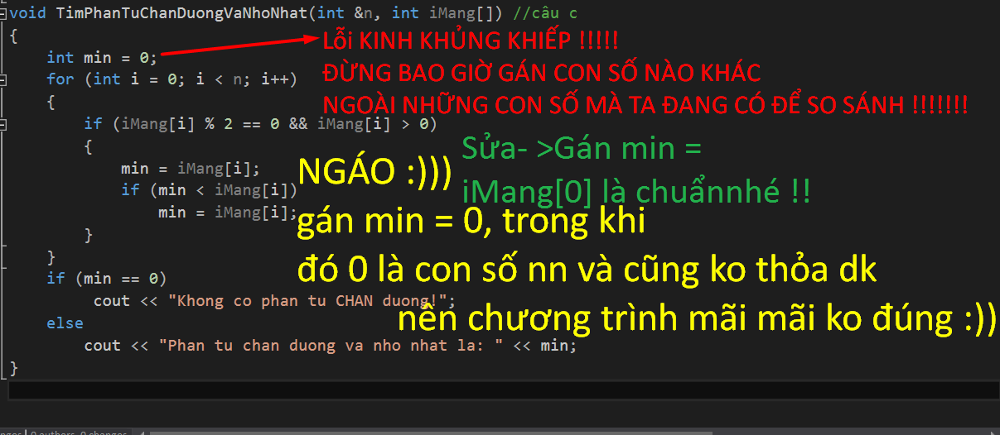 void TimPhanTuChanDuongVaNhoNhat(int &n, int iMang[]) //câu c
{
Lỗi KINH KHỦNG KHIẾP !!!!!
int min = 0;
ĐỪNG BAO GIỜ GÁN CON SỐ NÀO KHÁC
for (int i = 0; i < n; i++)
{
NGOÀI NHỮNG CON SỐ MÀ TA ĐANG CÓ ĐỂ SO SÁNH !!!!!!!
if (iMang[i] % 2 == 0 && iMang[i] > 0)
{
Sửa- >Gán min =
iMang[0] là chuẩnnhé !!
min = iMang[i];
NGÁO :)))
if (min < iMang[i])
min = iMang[i];
gán min = 0, trong khi
}
đó 0 là con số nn và cũng ko thỏa dk
}
if (min == 0)
cout << "Khong co phan tu CHAN duong!";
nên chương trình mãi mãi ko đúng :))
else
cout << "Phan tu chan duong va nho nhat la: " << min;
}
0 authors, 0 changes